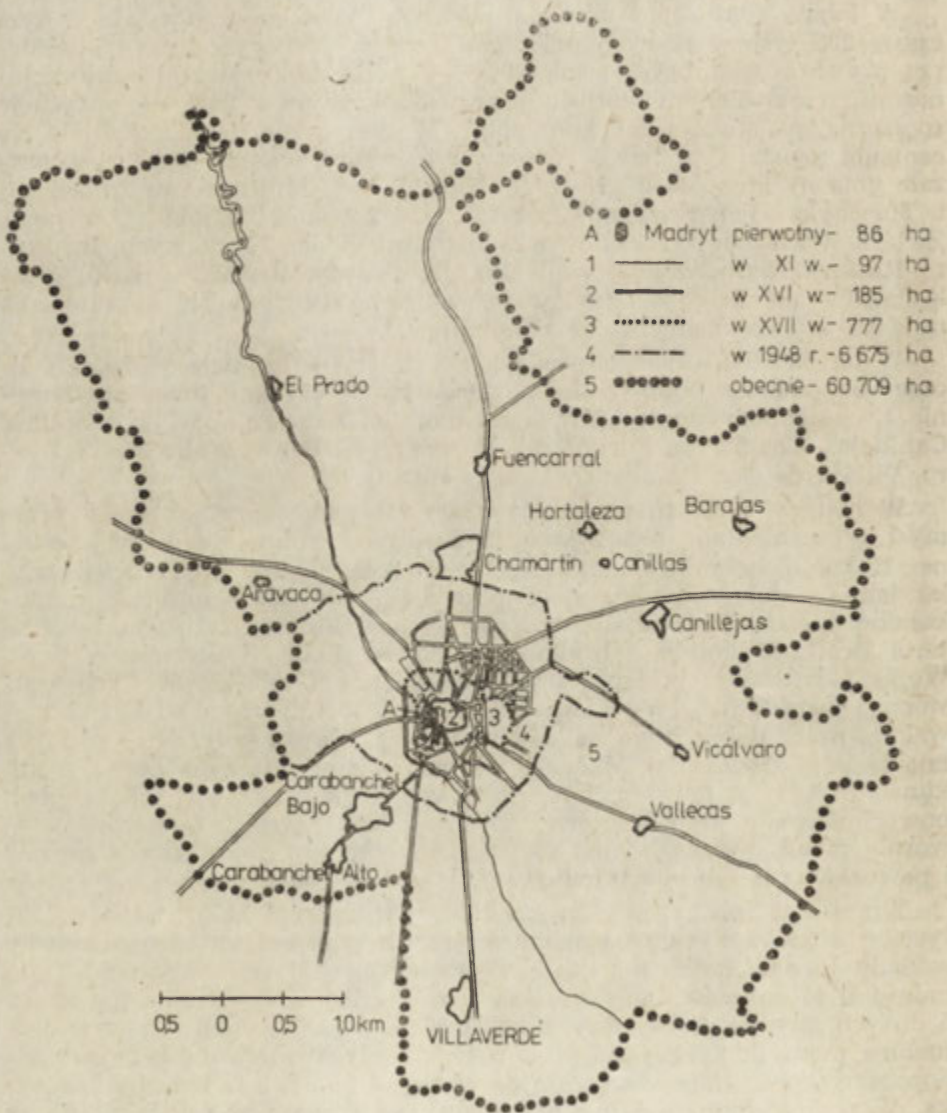 A Madryt pierwotny - 86 ha
1 w XI w. - 97 ha
2 w XVI w - 185 ha
3 w XVII w - 777 ha
4 w 1948 r. - 6 675 ha
5 obecnie - 60 709 ha
El Prado
Fuencarral
Hortaleza
Barajas
Chamartin
Canillas
Aravaca
Canillejas
A
1
2
3
4
5
Vicálvaro
Carabanchel
Bajo
Vallecas
Carabanchel Alto
0,5 0 0,5 1,0 km
VILLAVERDE